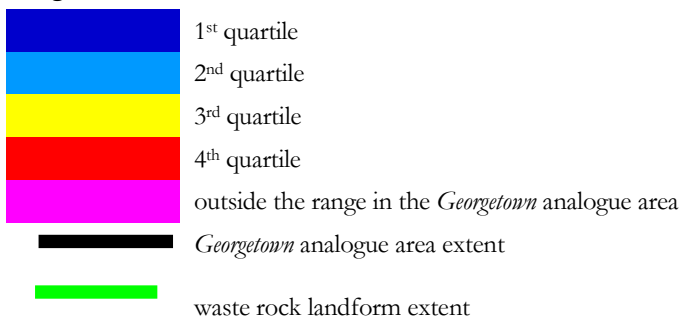 1st quartile
2nd quartile
3rd quartile
4th quartile
outside the range in the Georgetown analogue area
Georgetown analogue area extent
waste rock landform extent